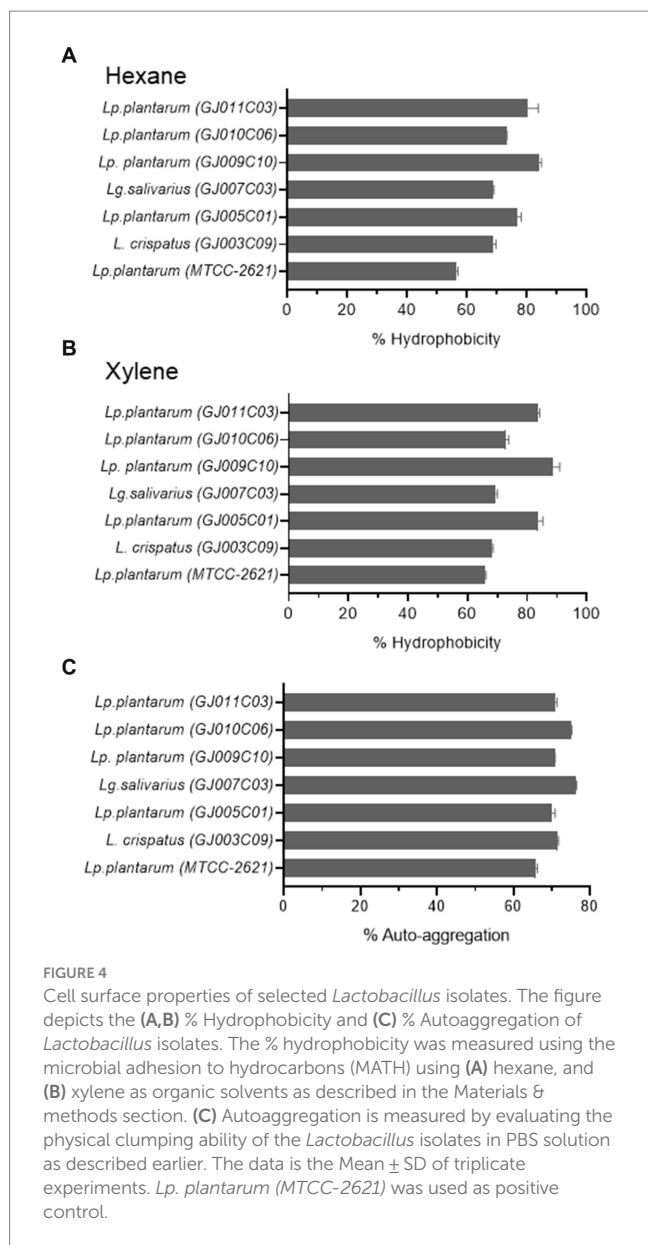 A
Hexane
Lp.plantarum (GJ011C03)
Lp.plantarum (GJ010C06)
Lp. plantarum (GJ009C10)
Lg.salivarius (GJ007C03)
Lp.plantarum (GJ005C01)
L. crispatus (GJ003C09)
Lp.plantarum (MTCC-2621)
0 20 40 60 80 100
% Hydrophobicity
B
Xylene
Lp.plantarum (GJ011C03)
Lp.plantarum (GJ010C06)
Lp. plantarum (GJ009C10)
Lg.salivarius (GJ007C03)
Lp.plantarum (GJ005C01)
L. crispatus (GJ003C09)
Lp.plantarum (MTCC-2621)
0 20 40 60 80 100
% Hydrophobicity
C
Lp.plantarum (GJ011C03)
Lp.plantarum (GJ010C06)
Lp. plantarum (GJ009C10)
Lg.salivarius (GJ007C03)
Lp.plantarum (GJ005C01)
L. crispatus (GJ003C09)
Lp.plantarum (MTCC-2621)
0 20 40 60 80
% Auto-aggregation
FIGURE 4
Cell surface properties of selected Lactobacillus isolates. The figure
depicts the (A,B) % Hydrophobicity and (C) % Autoaggregation of
Lactobacillus isolates. The % hydrophobicity was measured using the
microbial adhesion to hydrocarbons (MATH) using (A) hexane, and
(B) xylene as organic solvents as described in the Materials &
methods section. (C) Autoaggregation is measured by evaluating the
physical clumping ability of the Lactobacillus isolates in PBS solution
as described earlier. The data is the Mean ± SD of triplicate
experiments. Lp. plantarum (MTCC-2621) was used as positive
control.